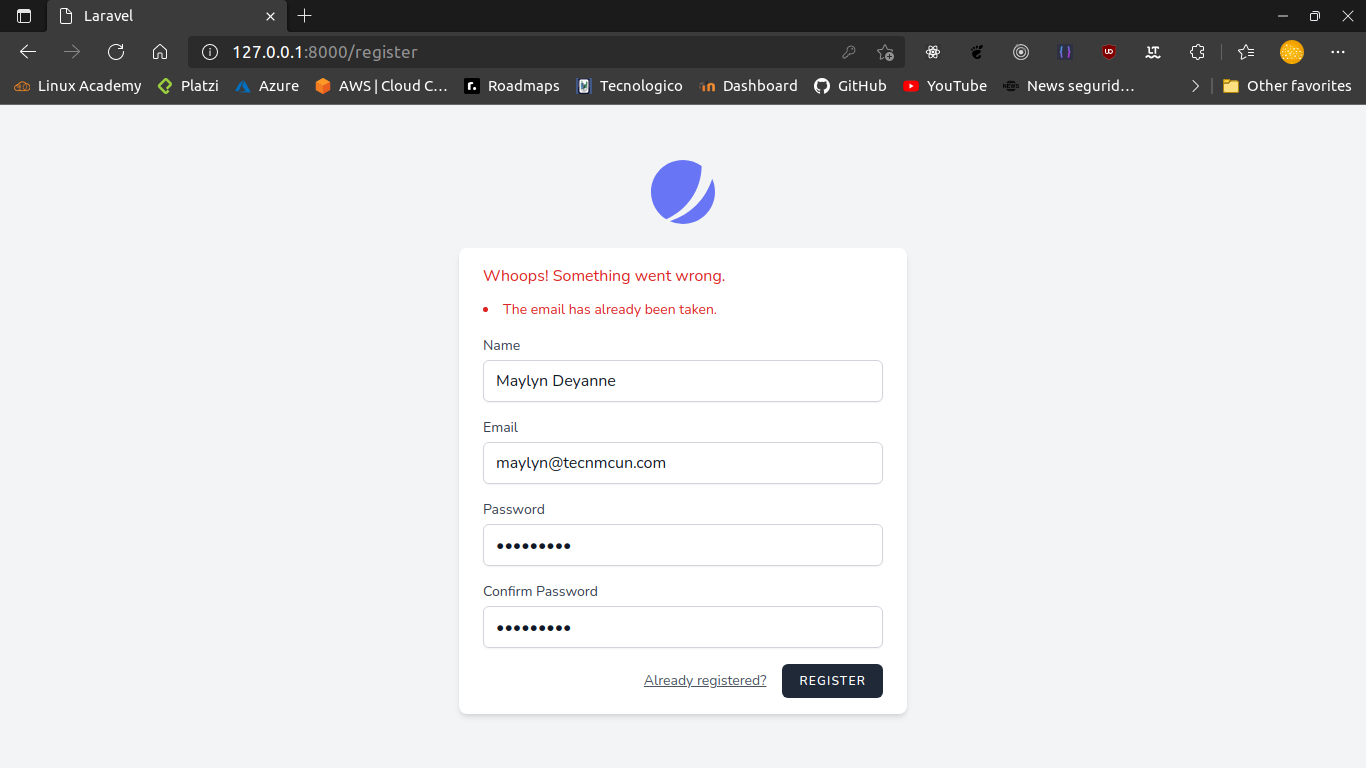 Laravel
127.0.0.1:8000/register
Linux Academy Platzi Azure AWS | Cloud C... Roadmaps Tecnologico Dashboard GitHub YouTube News segurid... Other favorites
Whoops! Something went wrong.
The email has already been taken.
Name
Maylyn Deyanne
Email
maylyn@tecnmcun.com
Password
•••••••••
Confirm Password
•••••••••
Already registered? REGISTER